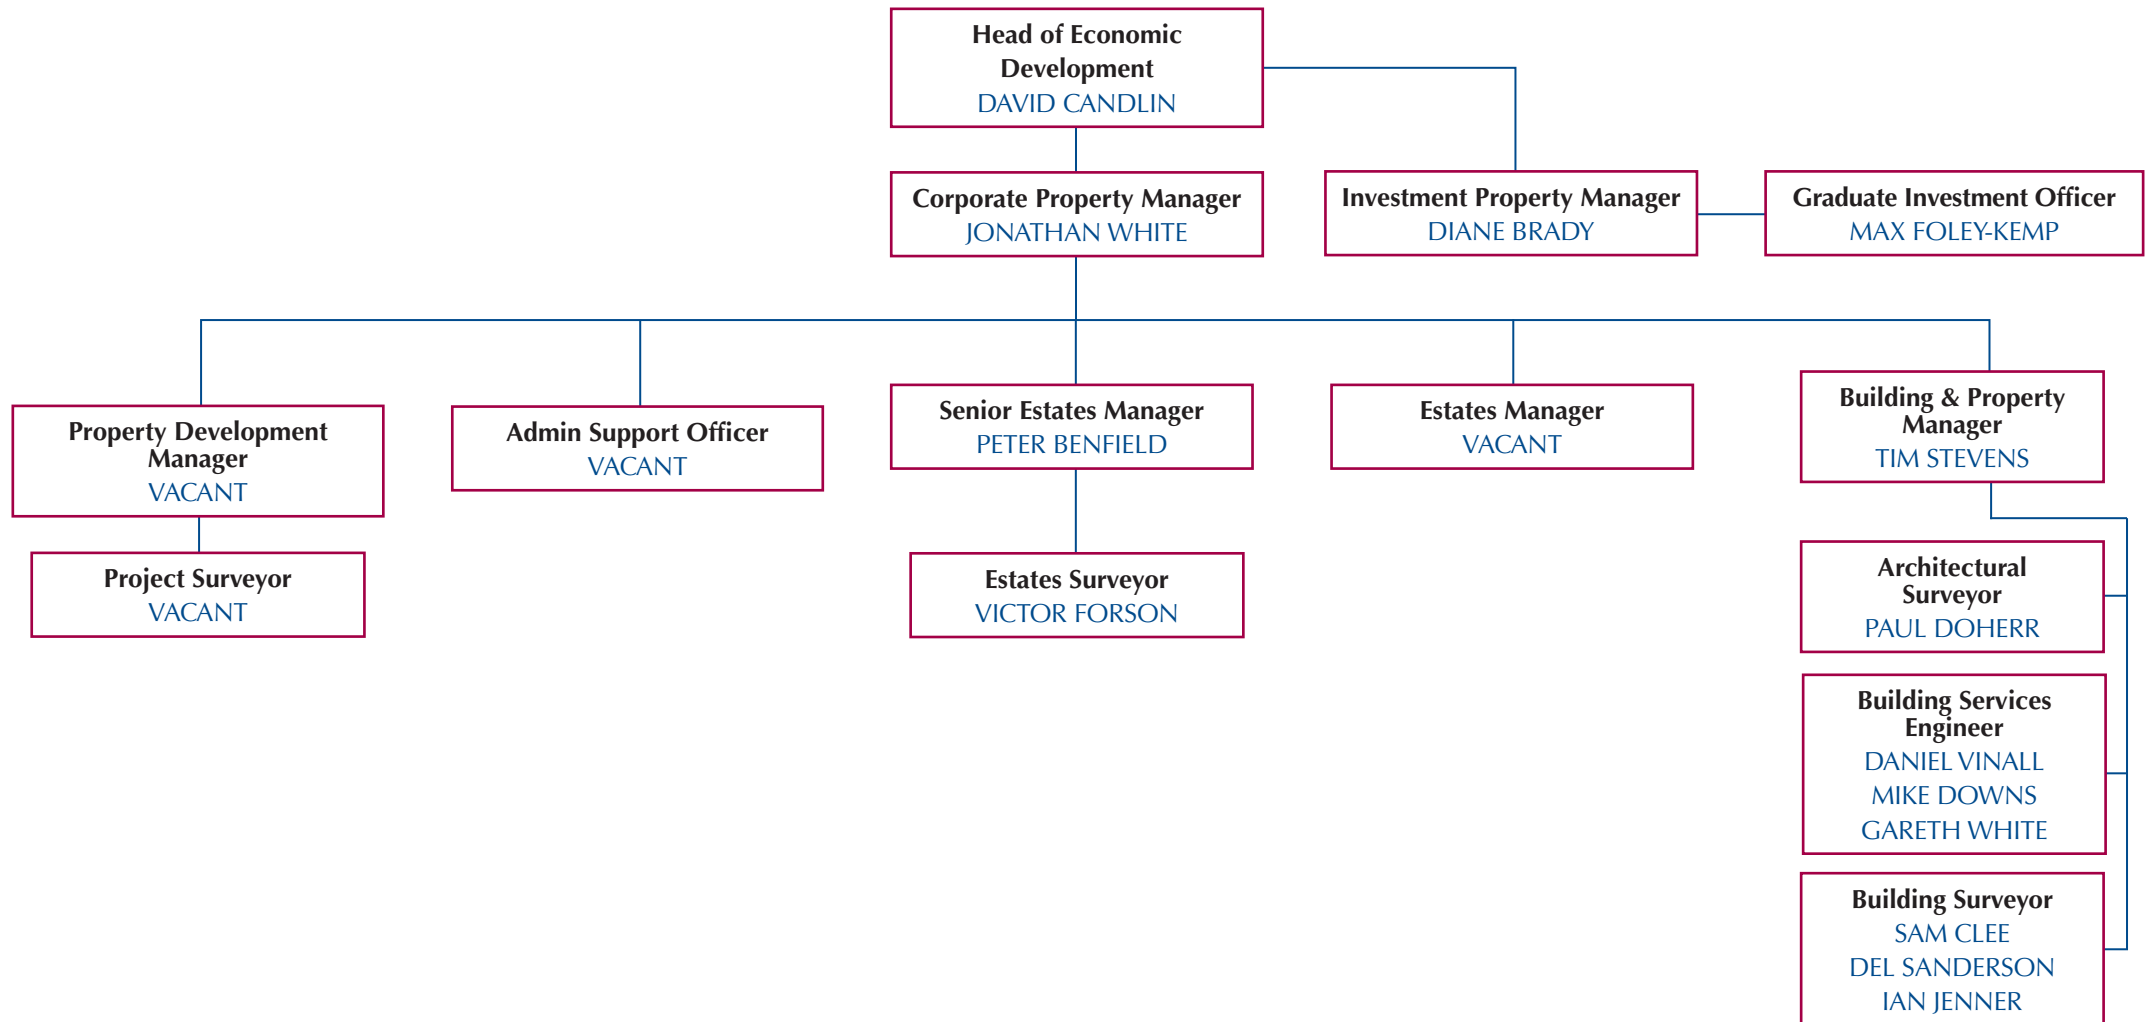 Head of Economic
Development
DAVID CANDLIN
Corporate Property Manager
JONATHAN WHITE
Investment Property Manager
DIANE BRADY
Graduate Investment Officer
MAX FOLEY-KEMP
Property Development
Manager
VACANT
Admin Support Officer
VACANT
Senior Estates Manager
PETER BENFIELD
Estates Manager
VACANT
Building & Property
Manager
TIM STEVENS
Project Surveyor
VACANT
Estates Surveyor
VICTOR FORSON
Architectural
Surveyor
PAUL DOHERR
Building Services
Engineer
DANIEL VINALL
MIKE DOWNS
GARETH WHITE
Building Surveyor
SAM CLEE
DEL SANDERSON
IAN JENNER